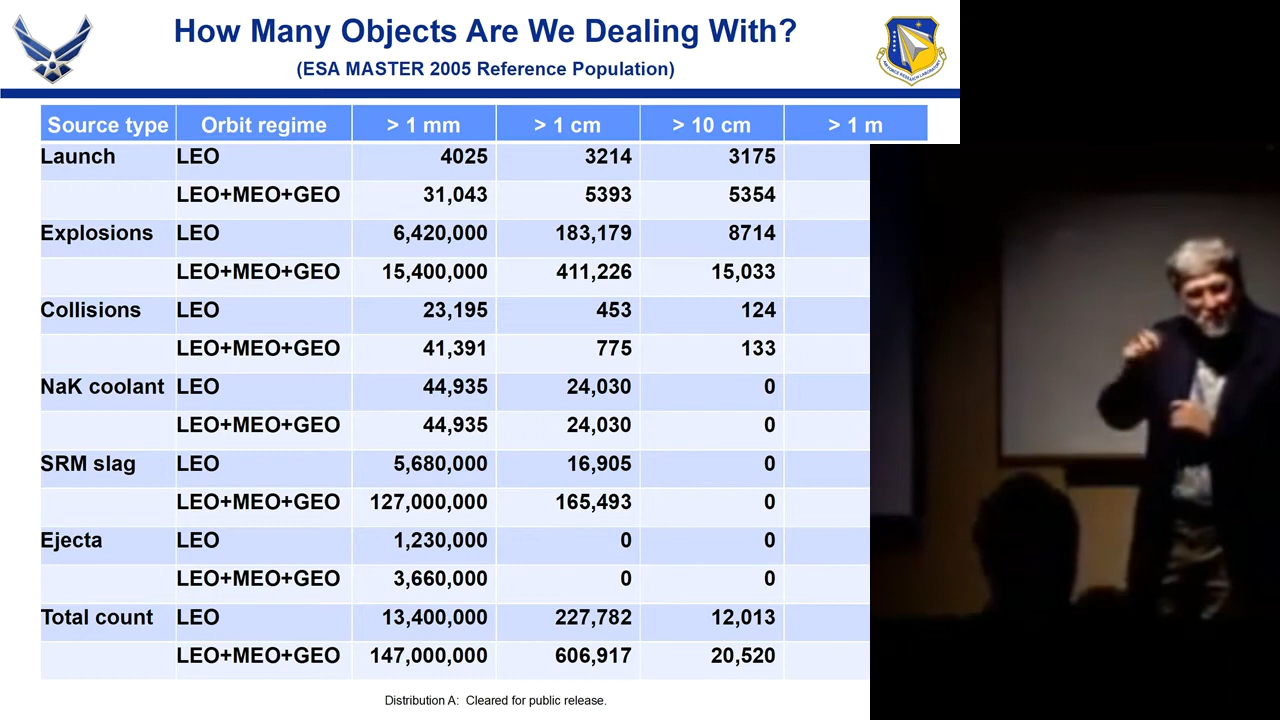 How Many Objects Are We Dealing With?
(ESA MASTER 2005 Reference Population)
AIR FORCE RESEARCH LABORATORY
Source type Orbit regime > 1 mm > 1 cm > 10 cm > 1 m
Launch LEO 4025 3214 3175
LEO+MEO+GEO 31,043 5393 5354
Explosions LEO 6,420,000 183,179 8714
LEO+MEO+GEO 15,400,000 411,226 15,033
Collisions LEO 23,195 453 124
LEO+MEO+GEO 41,391 775 133
NaK coolant LEO 44,935 24,030 0
LEO+MEO+GEO 44,935 24,030 0
SRM slag LEO 5,680,000 16,905 0
LEO+MEO+GEO 127,000,000 165,493 0
Ejecta LEO 1,230,000 0 0
LEO+MEO+GEO 3,660,000 0 0
Total count LEO 13,400,000 227,782 12,013
LEO+MEO+GEO 147,000,000 606,917 20,520
Distribution A: Cleared for public release.